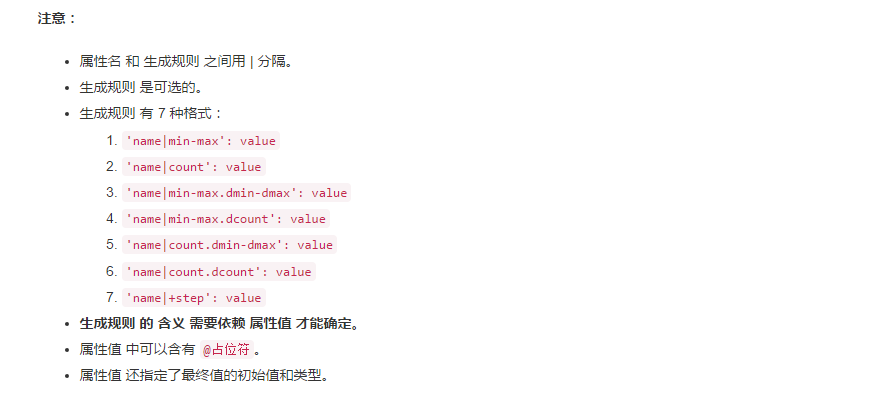 注意：
属性名 和 生成规则 之间用 | 分隔。
生成规则 是可选的。
生成规则 有 7 种格式：
1. 'name|min-max': value
2. 'name|count': value
3. 'name|min-max.dmin-dmax': value
4. 'name|min-max.dcount': value
5. 'name|count.dmin-dmax': value
6. 'name|count.dcount': value
7. 'name|+step': value
生成规则 的 含义 需要依赖 属性值 才能确定。
属性值 中可以含有 @占位符。
属性值 还指定了最终值的初始值和类型。